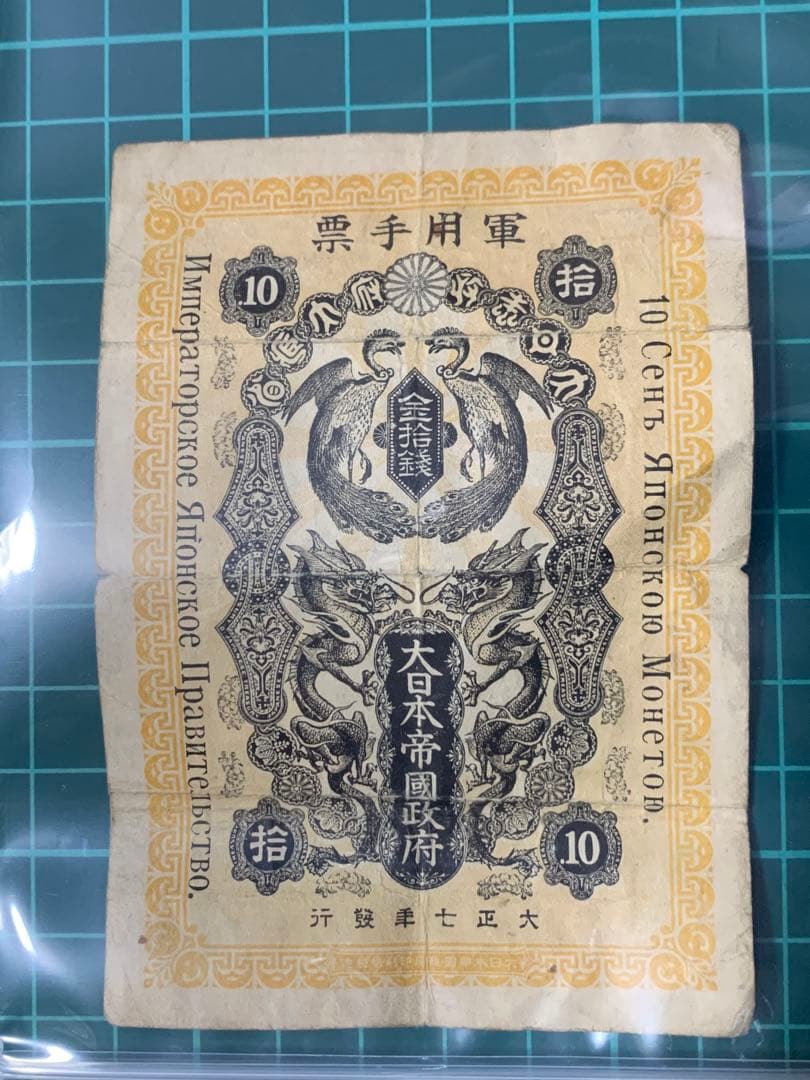 軍用手票
拾
.10
10 Сенъ Японскою Монетою.
金拾錢
大日本帝國政府
Императорское Японское Правительство.
.10
拾
大正七年發行